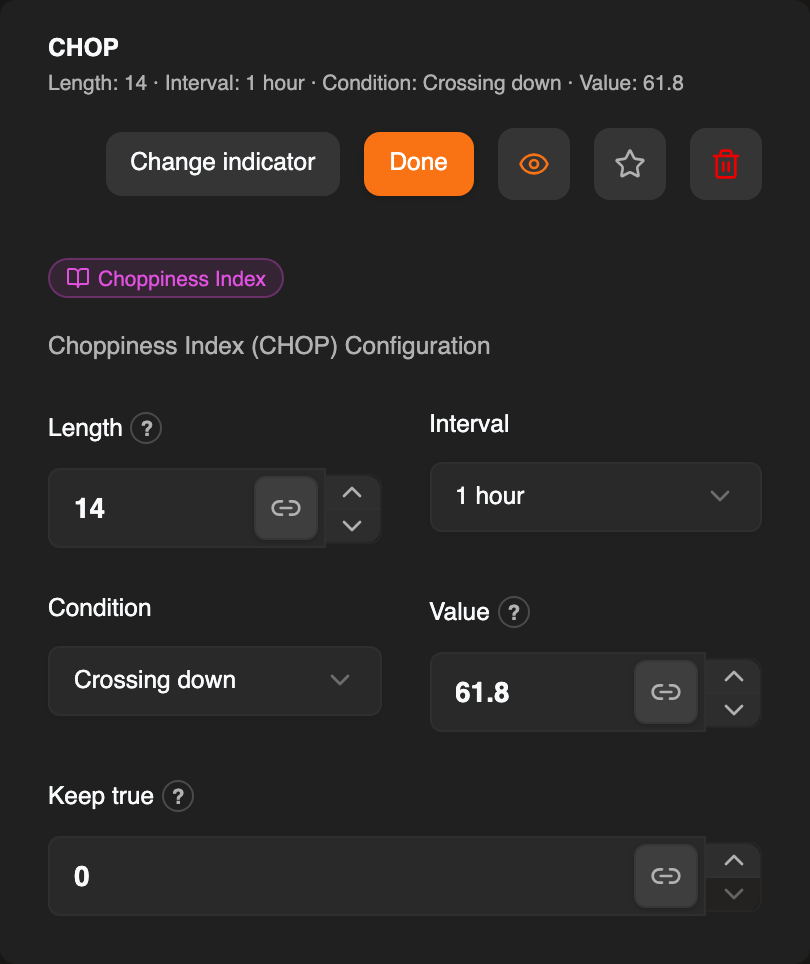 CHOP
Length: 14 · Interval: 1 hour · Condition: Crossing down · Value: 61.8
Change indicator
Done
Choppiness Index
Choppiness Index (CHOP) Configuration
Length ?
Interval
14
1 hour
Condition
Value ?
Crossing down
61.8
Keep true ?
0